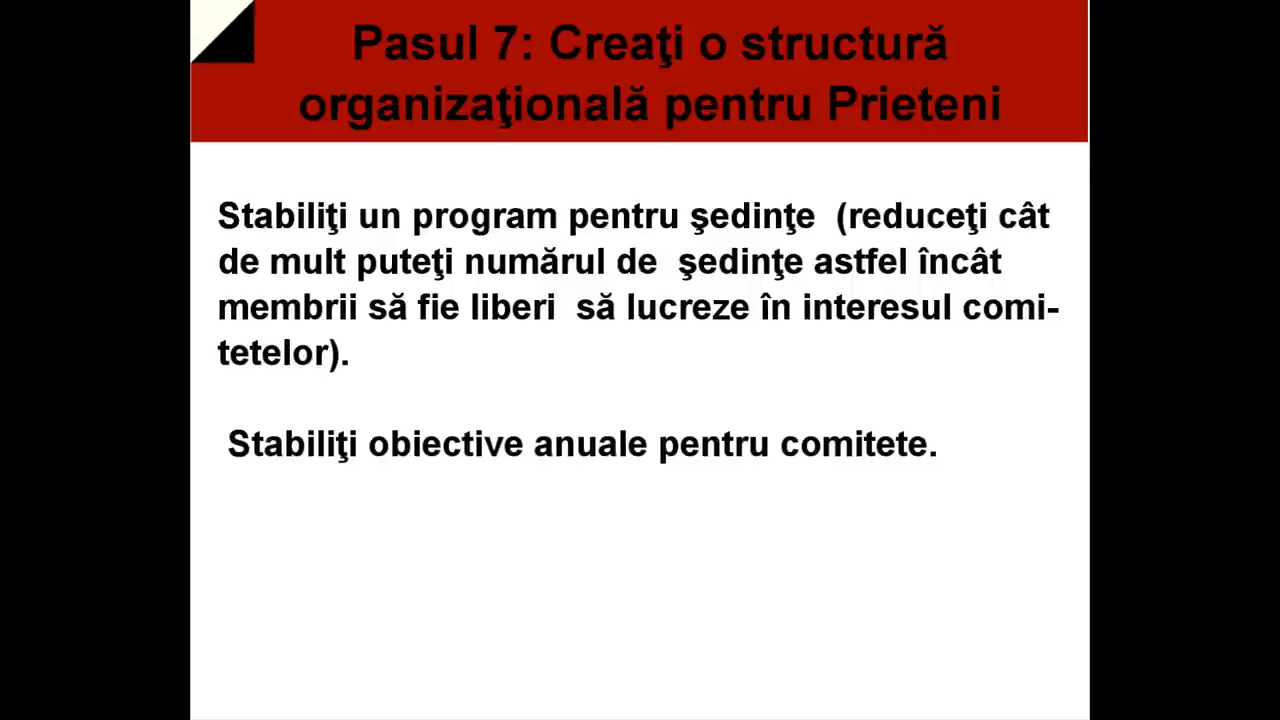 Pasul 7: Creaţi o structură
organizaţională pentru Prieteni
Stabiliţi un program pentru şedinţe (reduceţi cât
de mult puteţi numărul de şedinţe astfel încât
membrii să fie liberi să lucreze în interesul comi-
tetelor).
Stabiliţi obiective anuale pentru comitete.